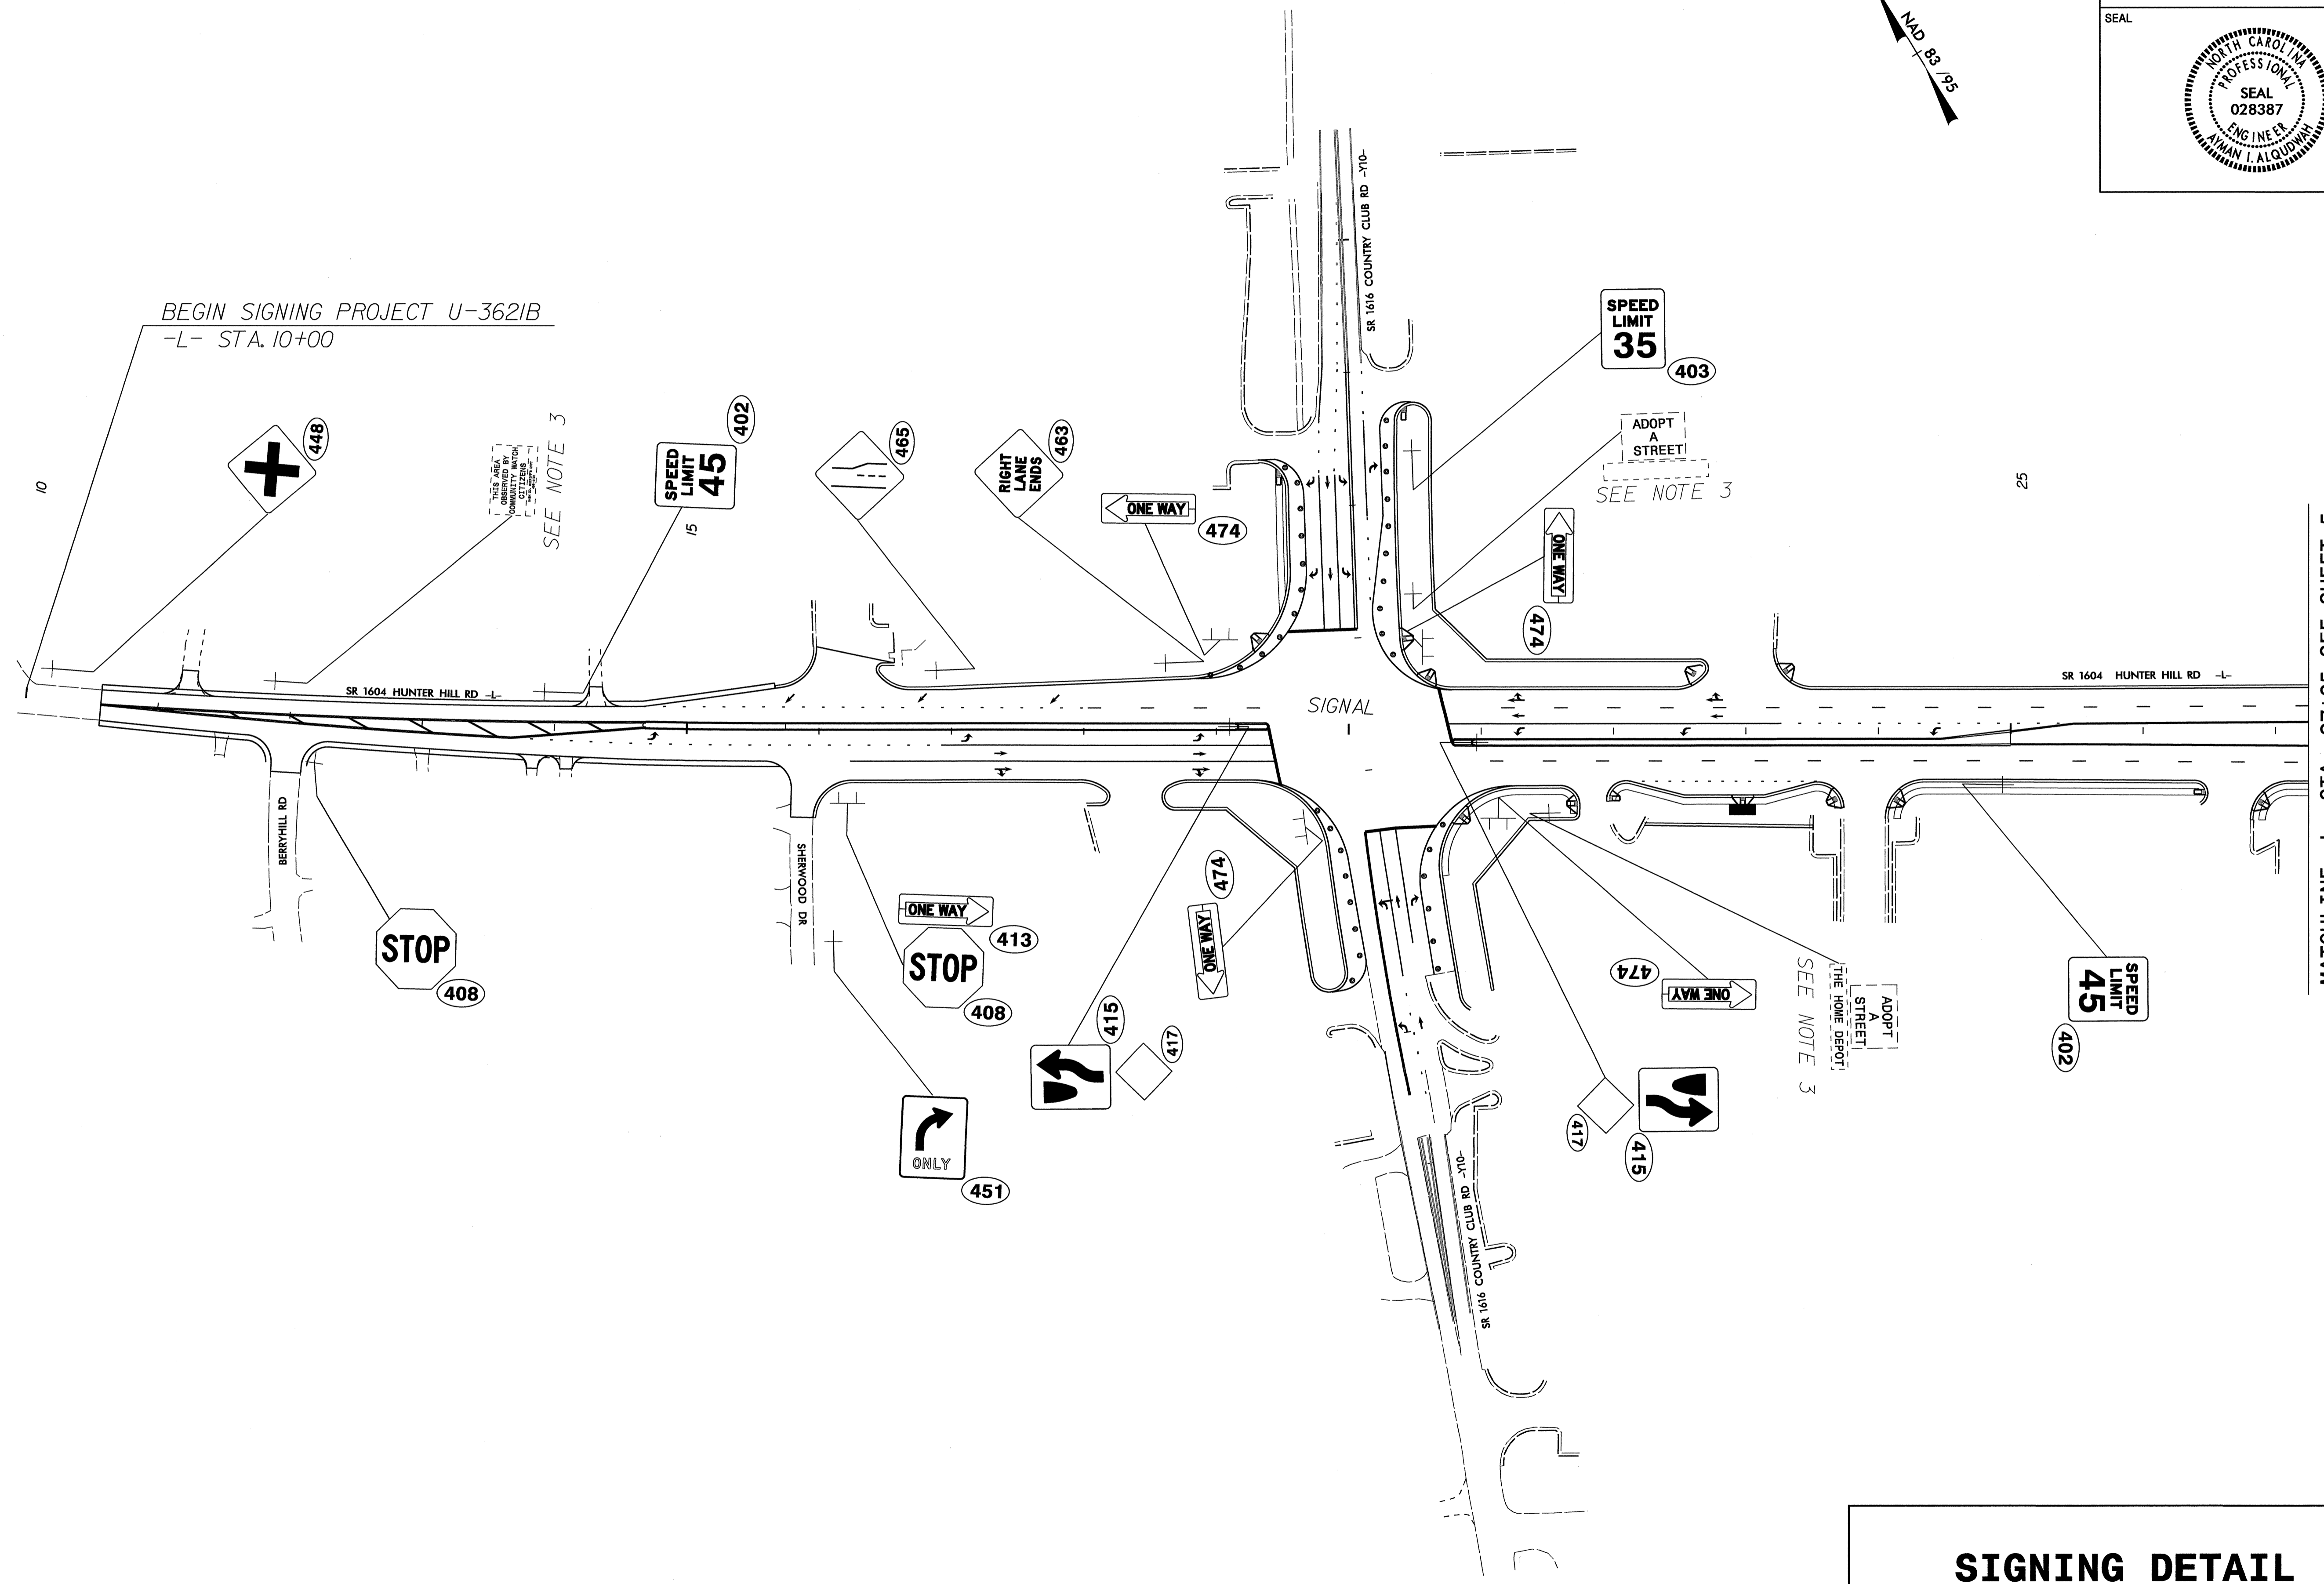 BEGIN SIGNING PROJECT U-3621B
-L- STA. 10+00
NAD 83 /95
SEAL
NORTH CAROLINA
PROFESSIONAL
SEAL
028387
ENGINEER
AYMAN I. ALQUDWAH
10
448
THIS AREA
OBSERVED BY
COMMUNITY WATCH
CITIZENS
SEE NOTE 3
SPEED
LIMIT
45
402
15
465
RIGHT
LANE
ENDS
463
ONE WAY
474
SR 1616 COUNTRY CLUB RD -Y10-
SPEED
LIMIT
35
403
ADOPT
A
STREET
SEE NOTE 3
ONE WAY
474
25
SR 1604 HUNTER HILL RD -L-
SIGNAL
SR 1604 HUNTER HILL RD -L-
BERRYHILL RD
STOP
408
SHERWOOD DR
ONE WAY
413
STOP
408
ONLY
451
415
417
474
ONE WAY
417
415
474
ONE WAY
SEE NOTE 3
THE HOME DEPOT
ADOPT
A
STREET
SPEED
LIMIT
45
402
SR 1616 COUNTRY CLUB RD -Y10-
SIGNING DETAIL